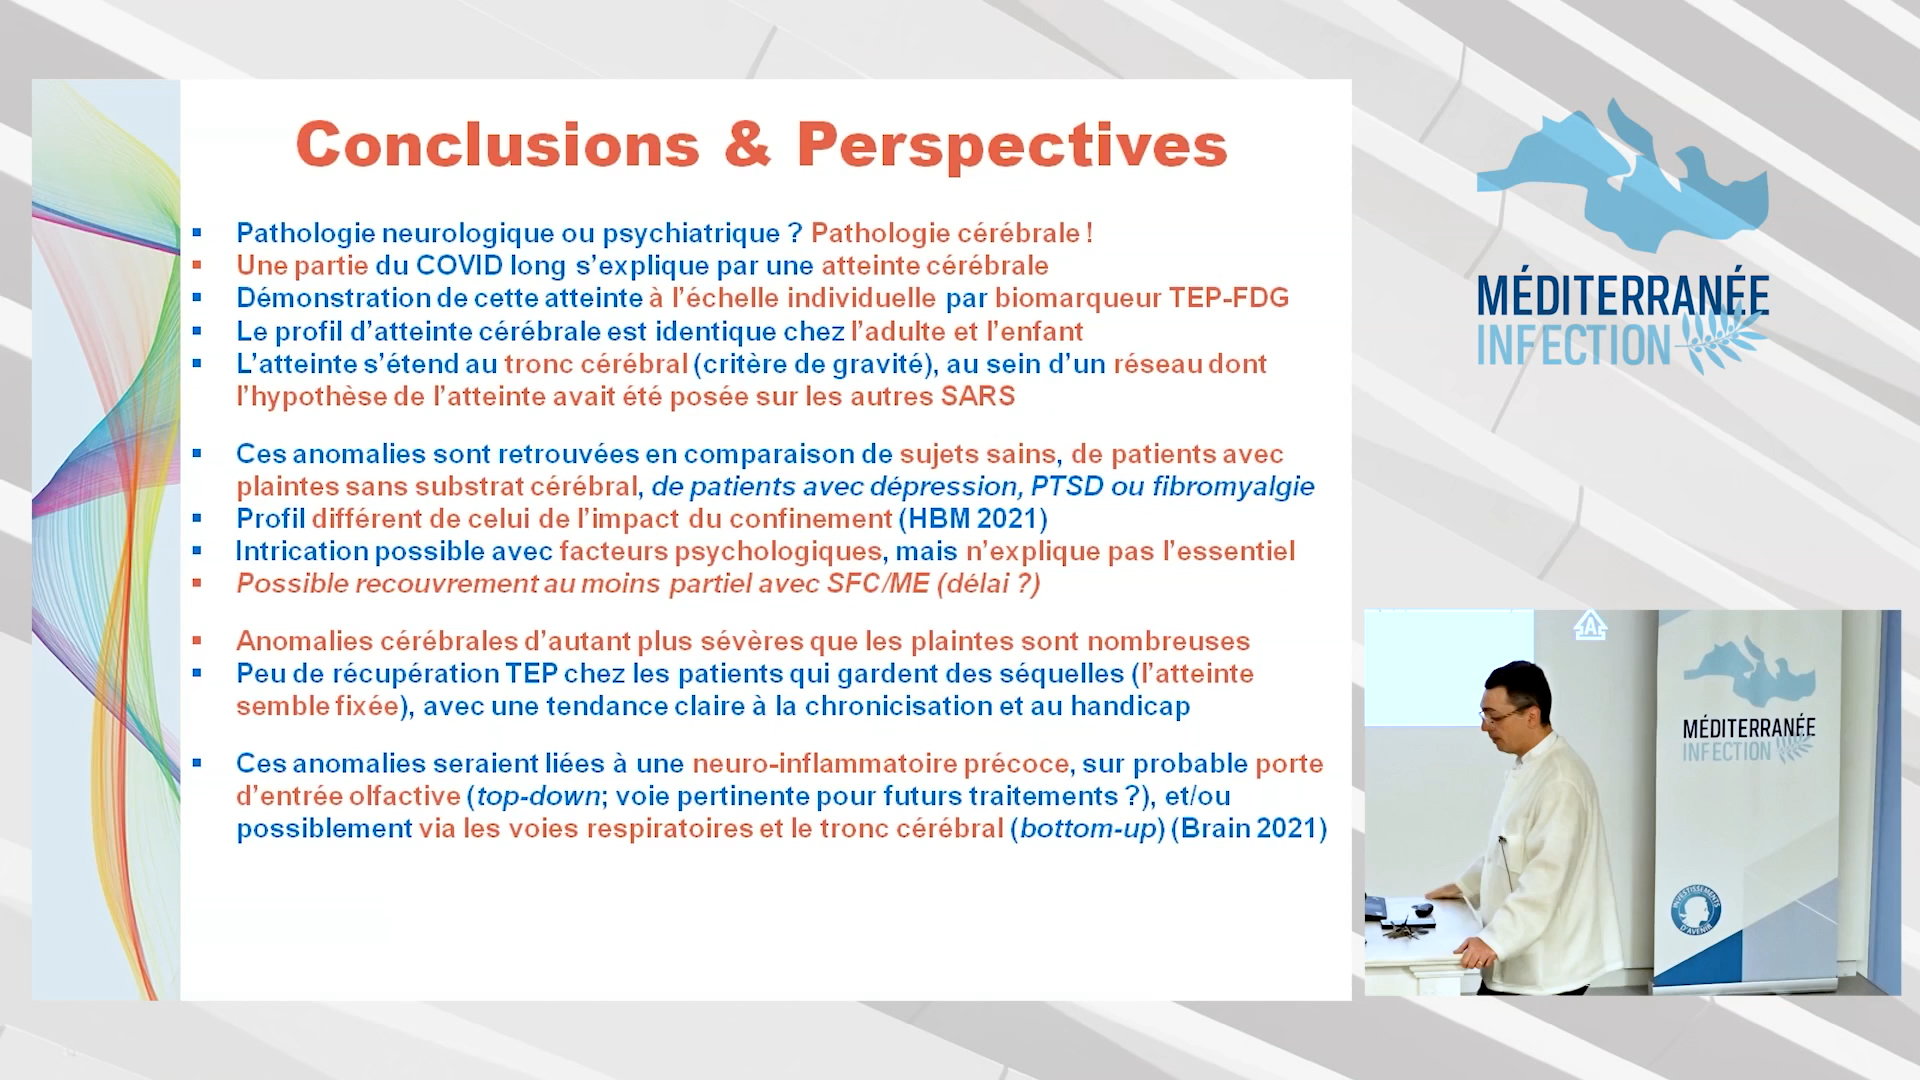 Conclusions & Perspectives
▪ Pathologie neurologique ou psychiatrique ? Pathologie cérébrale !
▪ Une partie du COVID long s’explique par une atteinte cérébrale
▪ Démonstration de cette atteinte à l’échelle individuelle par biomarqueur TEP-FDG
▪ Le profil d’atteinte cérébrale est identique chez l’adulte et l’enfant
▪ L’atteinte s’étend au tronc cérébral (critère de gravité), au sein d’un réseau dont
l’hypothèse de l’atteinte avait été posée sur les autres SARS
▪ Ces anomalies sont retrouvées en comparaison de sujets sains, de patients avec
plaintes sans substrat cérébral, de patients avec dépression, PTSD ou fibromyalgie
▪ Profil différent de celui de l’impact du confinement (HBM 2021)
▪ Intrication possible avec facteurs psychologiques, mais n’explique pas l’essentiel
▪ Possible recouvrement au moins partiel avec SFC/ME (délai ?)
▪ Anomalies cérébrales d’autant plus sévères que les plaintes sont nombreuses
▪ Peu de récupération TEP chez les patients qui gardent des séquelles (l’atteinte
semble fixée), avec une tendance claire à la chronicisation et au handicap
▪ Ces anomalies seraient liées à une neuro-inflammatoire précoce, sur probable porte
d’entrée olfactive (top-down; voie pertinente pour futurs traitements ?), et/ou
possiblement via les voies respiratoires et le tronc cérébral (bottom-up) (Brain 2021)
MÉDITERRANÉE
INFECTION
A
MÉDITERRANÉE
INFECTION
INVESTISSEMENTS
D'AVENIR